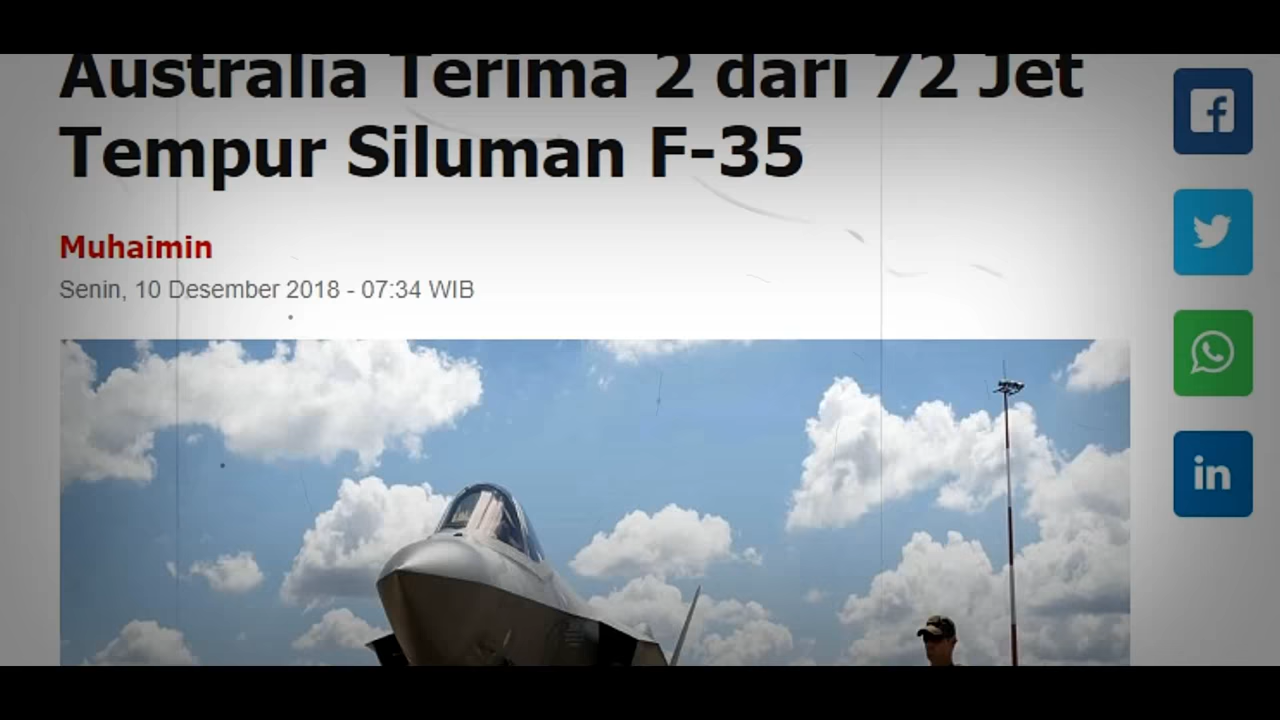 Australia Terima 2 dari 72 Jet
Tempur Siluman F-35
Muhaimin
Senin, 10 Desember 2018 - 07:34 WIB